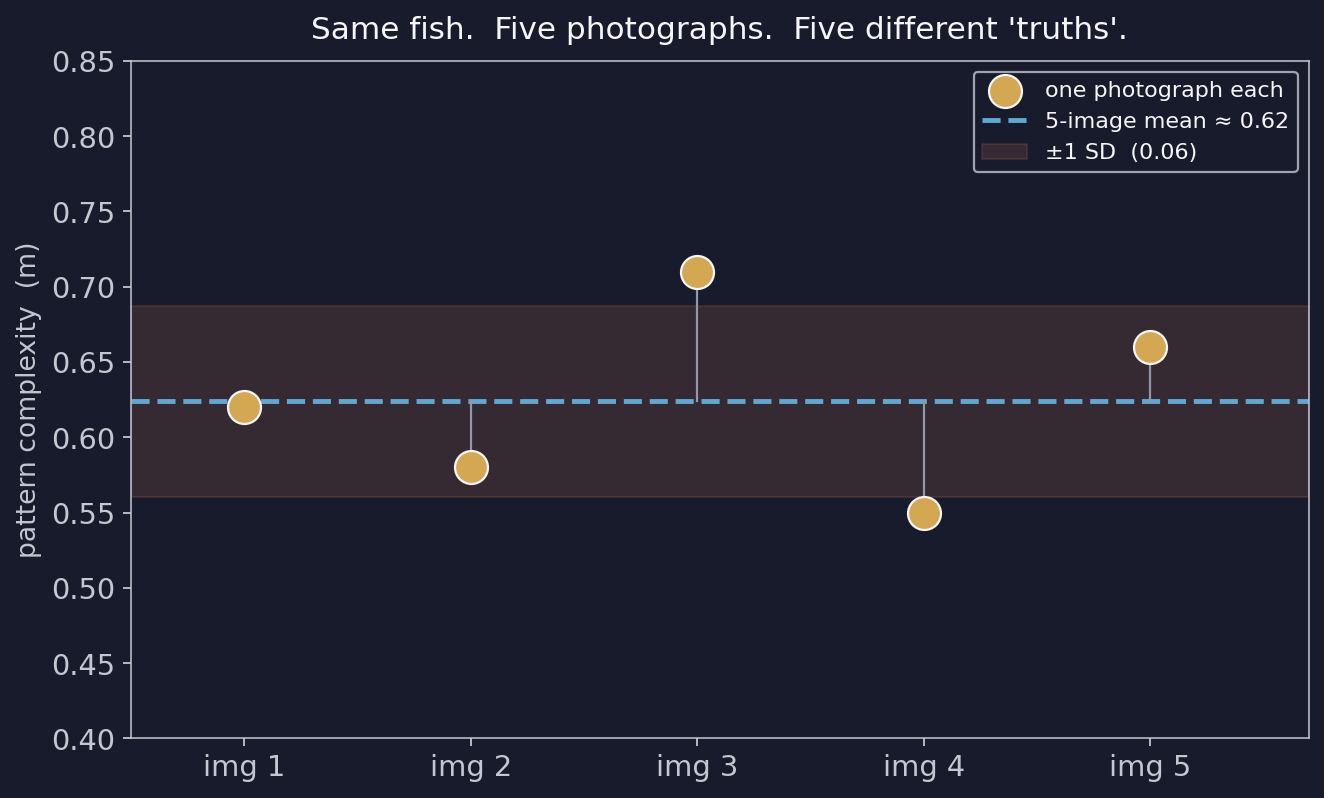 Same fish.  Five photographs.  Five different 'truths'.
one photograph each
5-image mean ≈ 0.62
±1 SD  (0.06)
pattern complexity  (m)
0.85
0.80
0.75
0.70
0.65
0.60
0.55
0.50
0.45
0.40
img 1
img 2
img 3
img 4
img 5